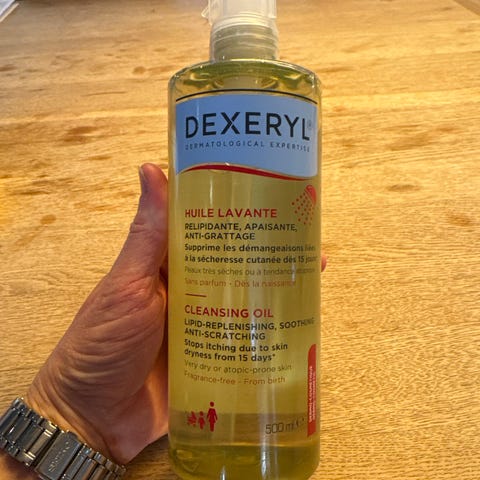 DEXERYL®
DERMATOLOGICAL EXPERTISE
HUILE LAVANTE
RELIPIDANTE, APAISANTE,
ANTI-GRATTAGE
Supprime les démangeaisons liées
à la sécheresse cutanée dès 15 jours*
Peaux très sèches ou à tendance atopique
Sans parfum - Dès la naissance
CLEANSING OIL
LIPID-REPLENISHING, SOOTHING
ANTI-SCRATCHING
Stops itching due to skin
dryness from 15 days*
Very dry or atopic-prone skin
Fragrance-free - From birth
500 ml e
DERMO-COSMÉTIQUE